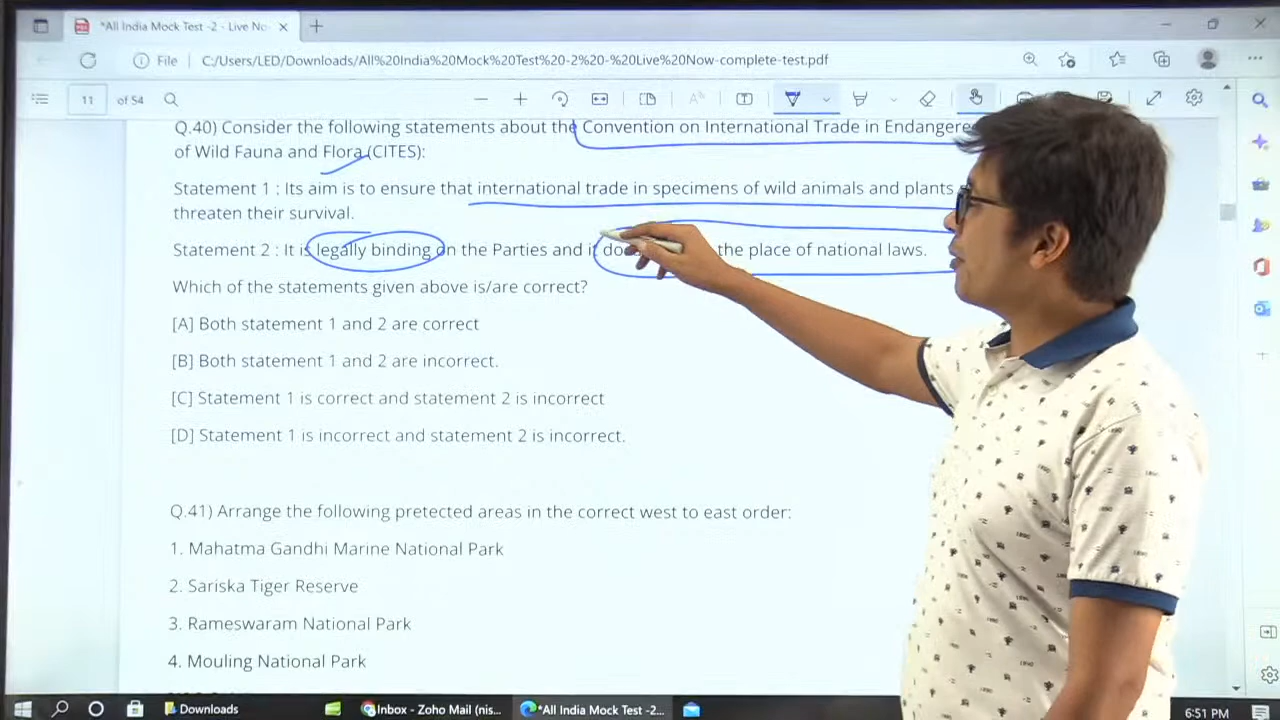 *All India Mock Test -2 - Live No
File C:/Users/LED/Downloads/All%20India%20Mock%20Test%20-2%20-%20Live%20Now-complete-test.pdf
11 of 54
Q.40) Consider the following statements about the Convention on International Trade in
of Wild Fauna and Flora (CITES):
Statement 1 : Its aim is to ensure that international trade in specimens of wild animals and plants
threaten their survival.
Statement 2 : It is legally binding on the Parties and it the place of national laws.
Which of the statements given above is/are correct?
[A] Both statement 1 and 2 are correct
[B] Both statement 1 and 2 are incorrect.
[C] Statement 1 is correct and statement 2 is incorrect
[D] Statement 1 is incorrect and statement 2 is incorrect.
Q.41) Arrange the following pretected areas in the correct west to east order:
1. Mahatma Gandhi Marine National Park
2. Sariska Tiger Reserve
3. Rameswaram National Park
4. Mouling National Park
Downloads Inbox - Zoho Mail (nis... *All India Mock Test -2... 6:51 PM